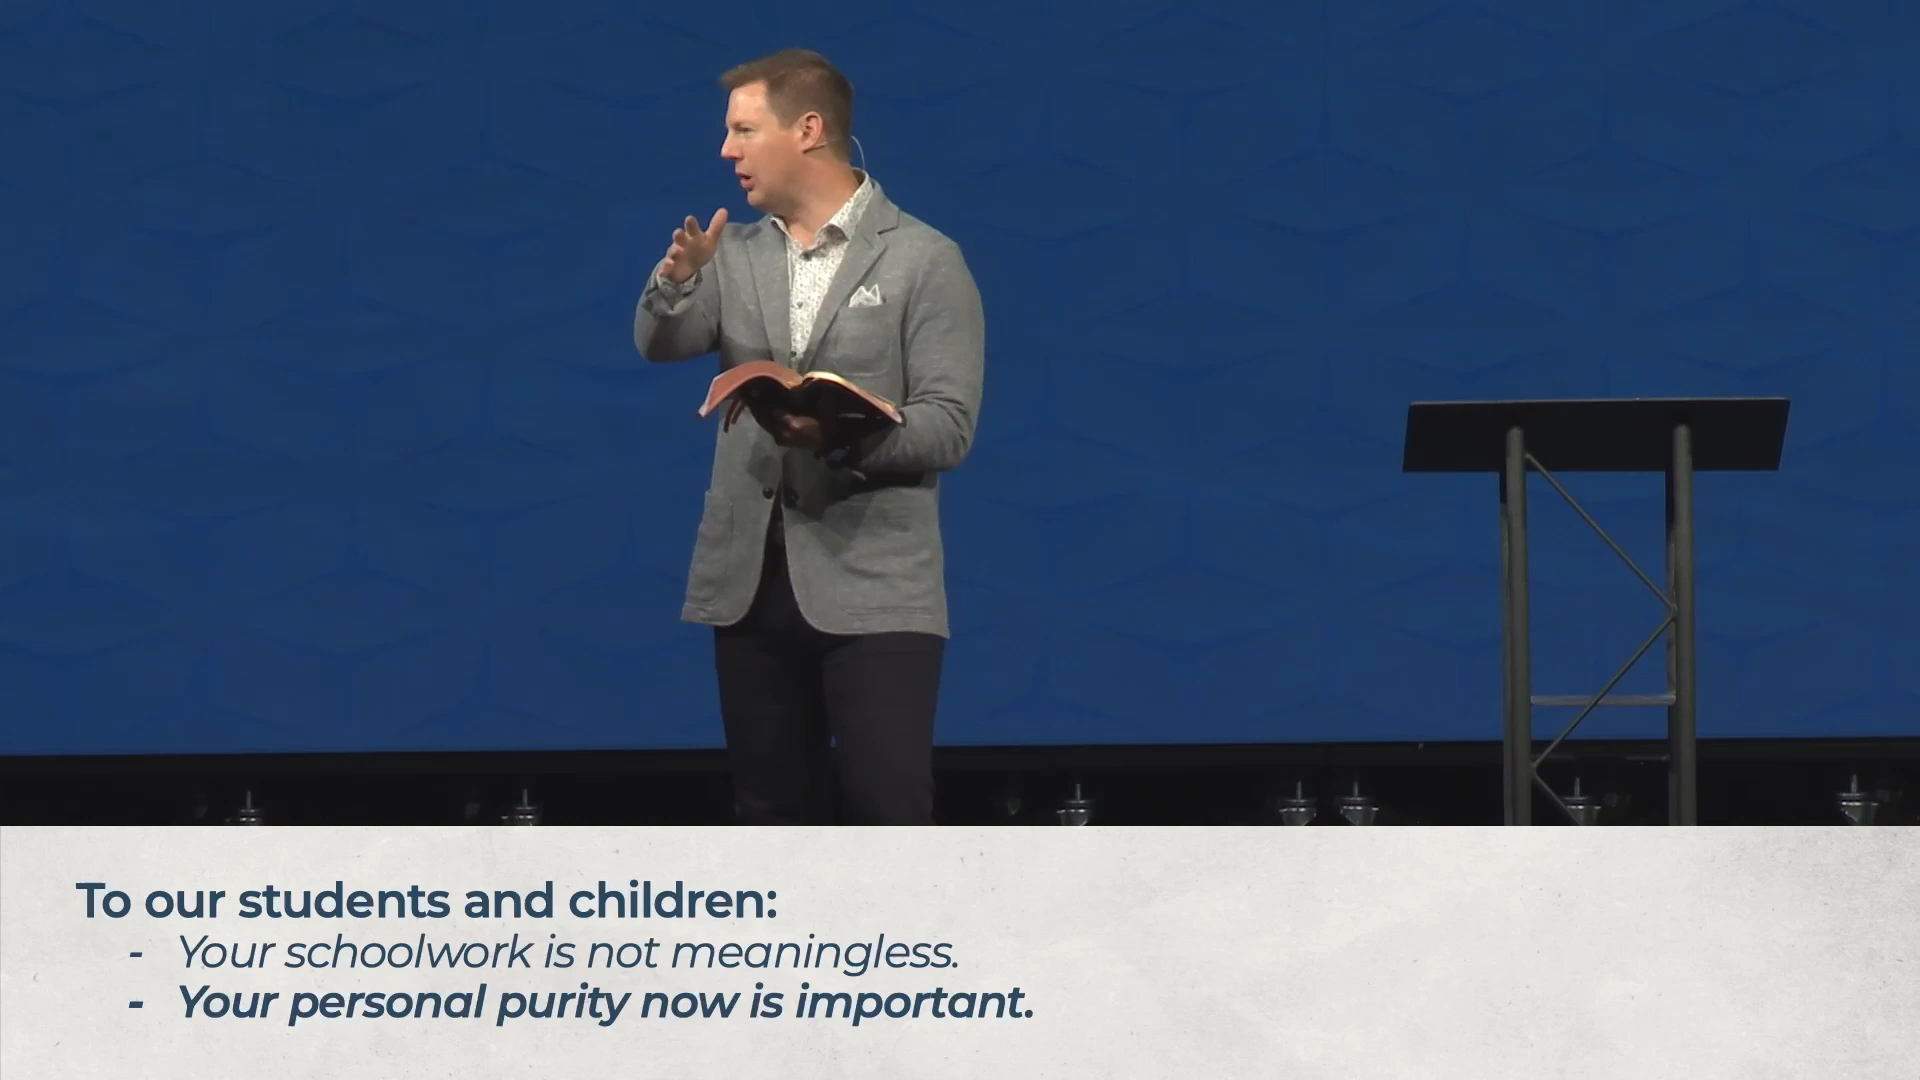 To our students and children:
- Your schoolwork is not meaningless.
- Your personal purity now is important.